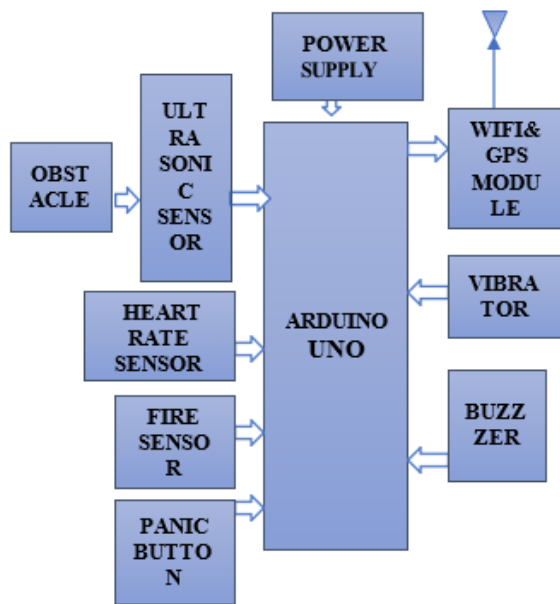 POWER
SUPPLY
ULT
RA
SONI
C
SENS
OR
WIFI&
GPS
MODU
LE
OBST
ACLE
HEART
RATE
SENSOR
ARDUINO
UNO
VIBRA
TOR
FIRE
SENSO
R
BUZZ
ZER
PANIC
BUTTO
N